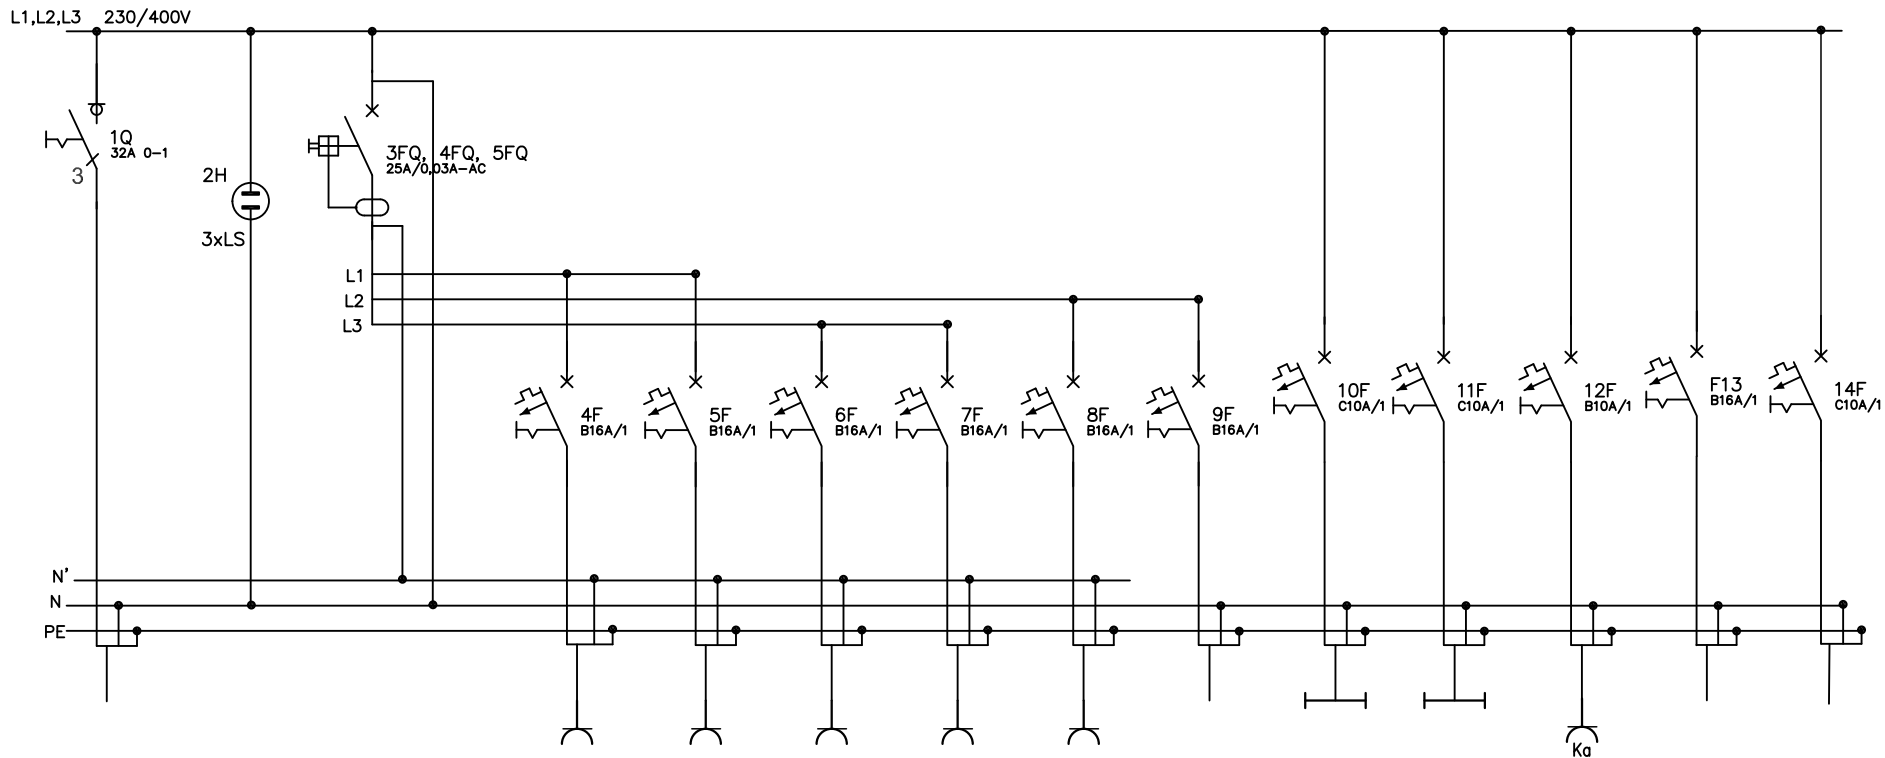 L1,L2,L3 230/400V
1Q
32A 0-1
3
2H
3xLS
3FQ, 4FQ, 5FQ
25A/0,03A-AC
L1
L2
L3
4F
B16A/1
5F
B16A/1
6F
B16A/1
7F
B16A/1
8F
B16A/1
9F
B16A/1
10F
C10A/1
11F
C10A/1
12F
B10A/1
F13
B16A/1
14F
C10A/1
N'
N
PE
Ka